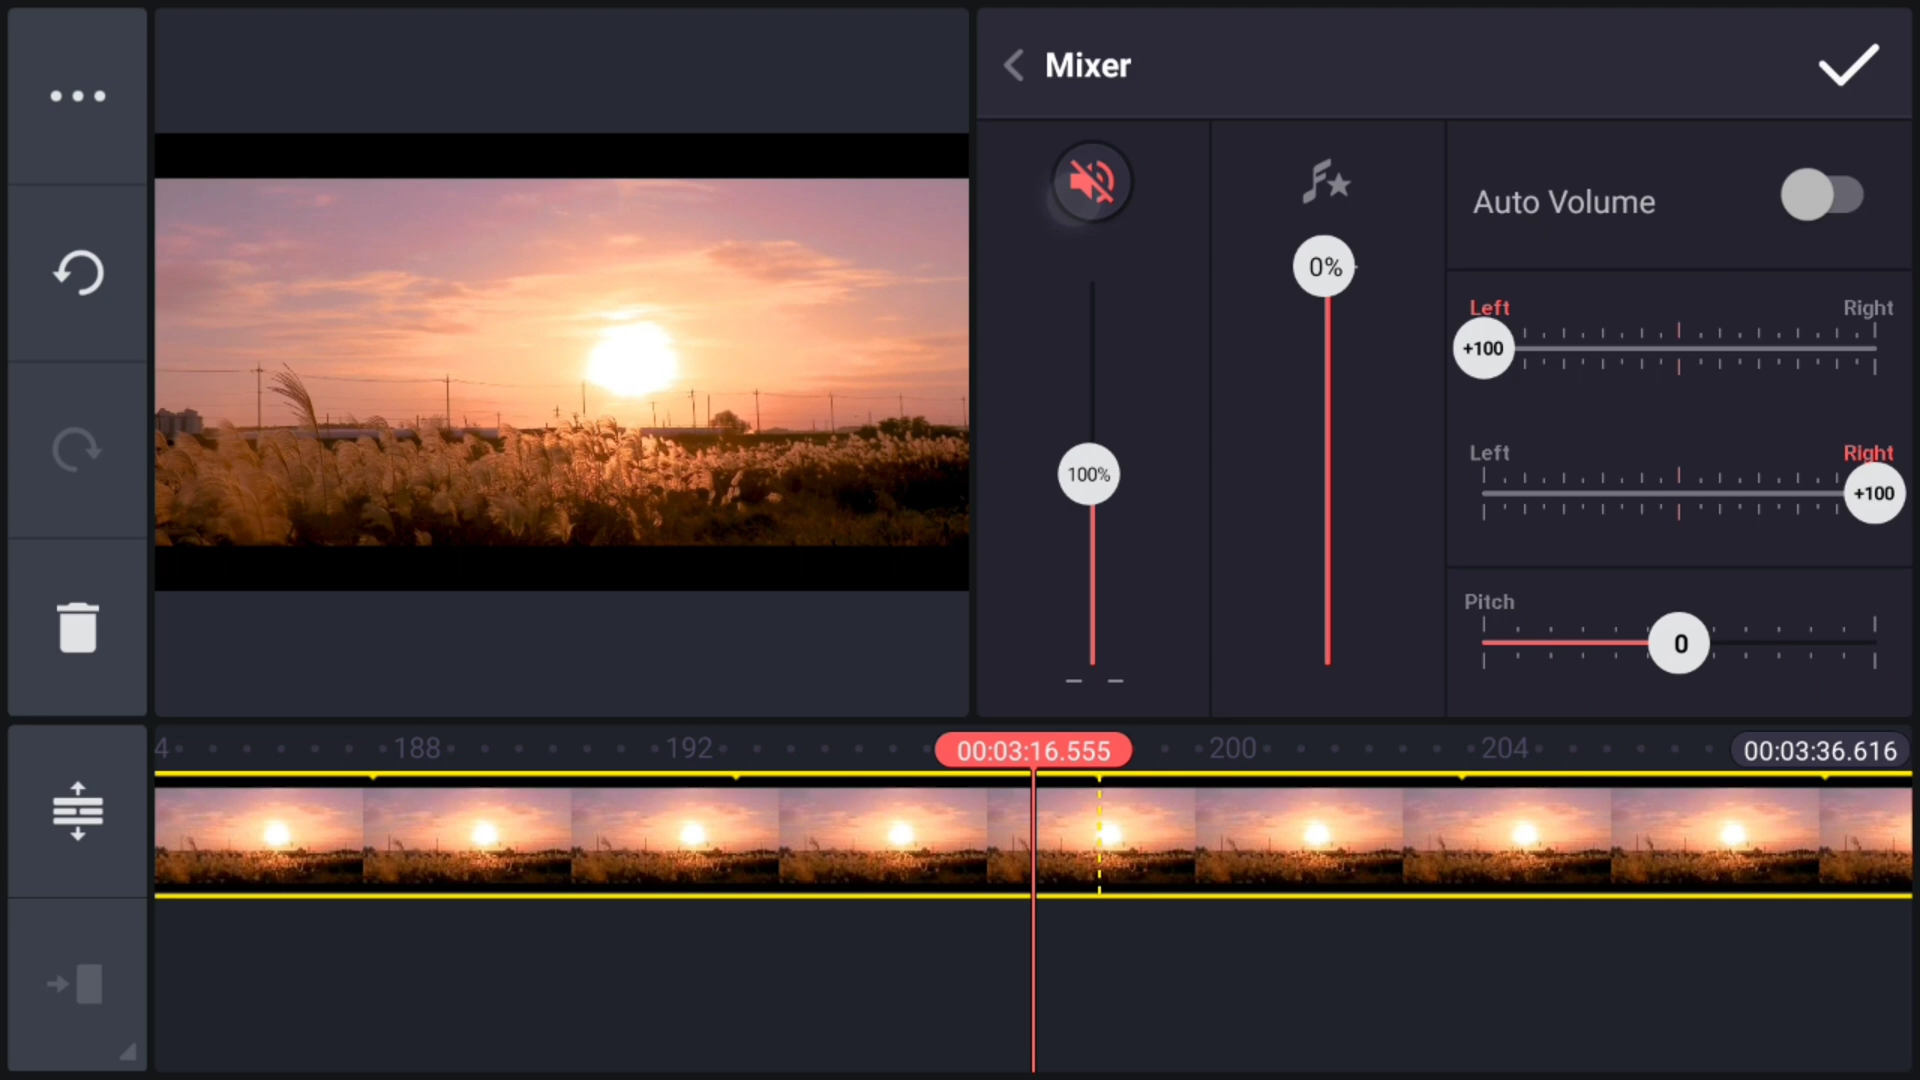 Mixer
Auto Volume
0%
Left Right
+100
Left Right
100%
+100
Pitch
0
4 188 192 00:03:16.555 200 204 00:03:36.616